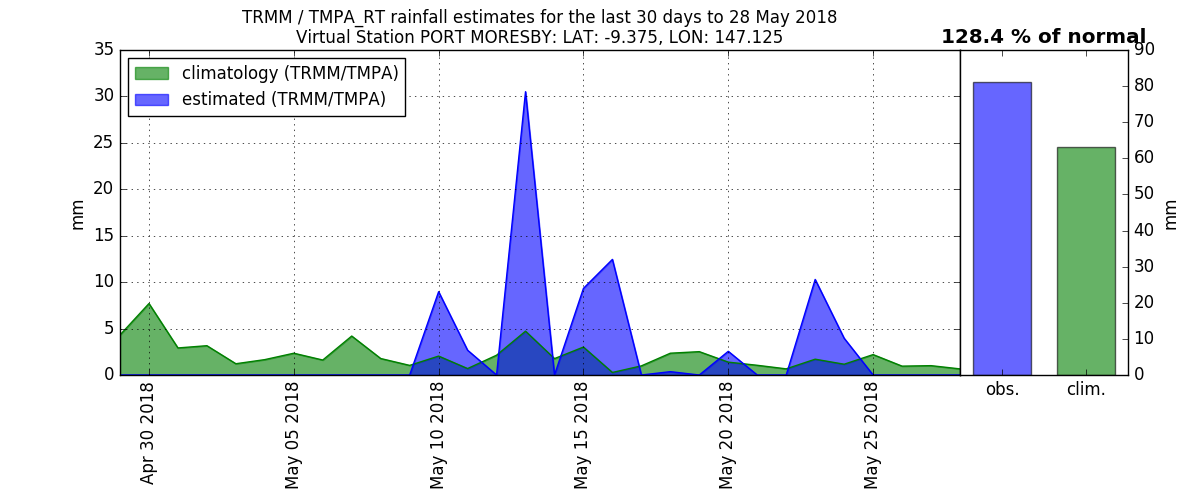 TRMM / TMPA_RT rainfall estimates for the last 30 days to 28 May 2018
Virtual Station PORT MORESBY: LAT: -9.375, LON: 147.125
128.4 % of normal
climatology (TRMM/TMPA)
estimated (TRMM/TMPA)
35
30
25
20
15
10
5
0
mm
Apr 30 2018
May 05 2018
May 10 2018
May 15 2018
May 20 2018
May 25 2018
90
80
70
60
50
40
30
20
10
0
mm
obs.
clim.